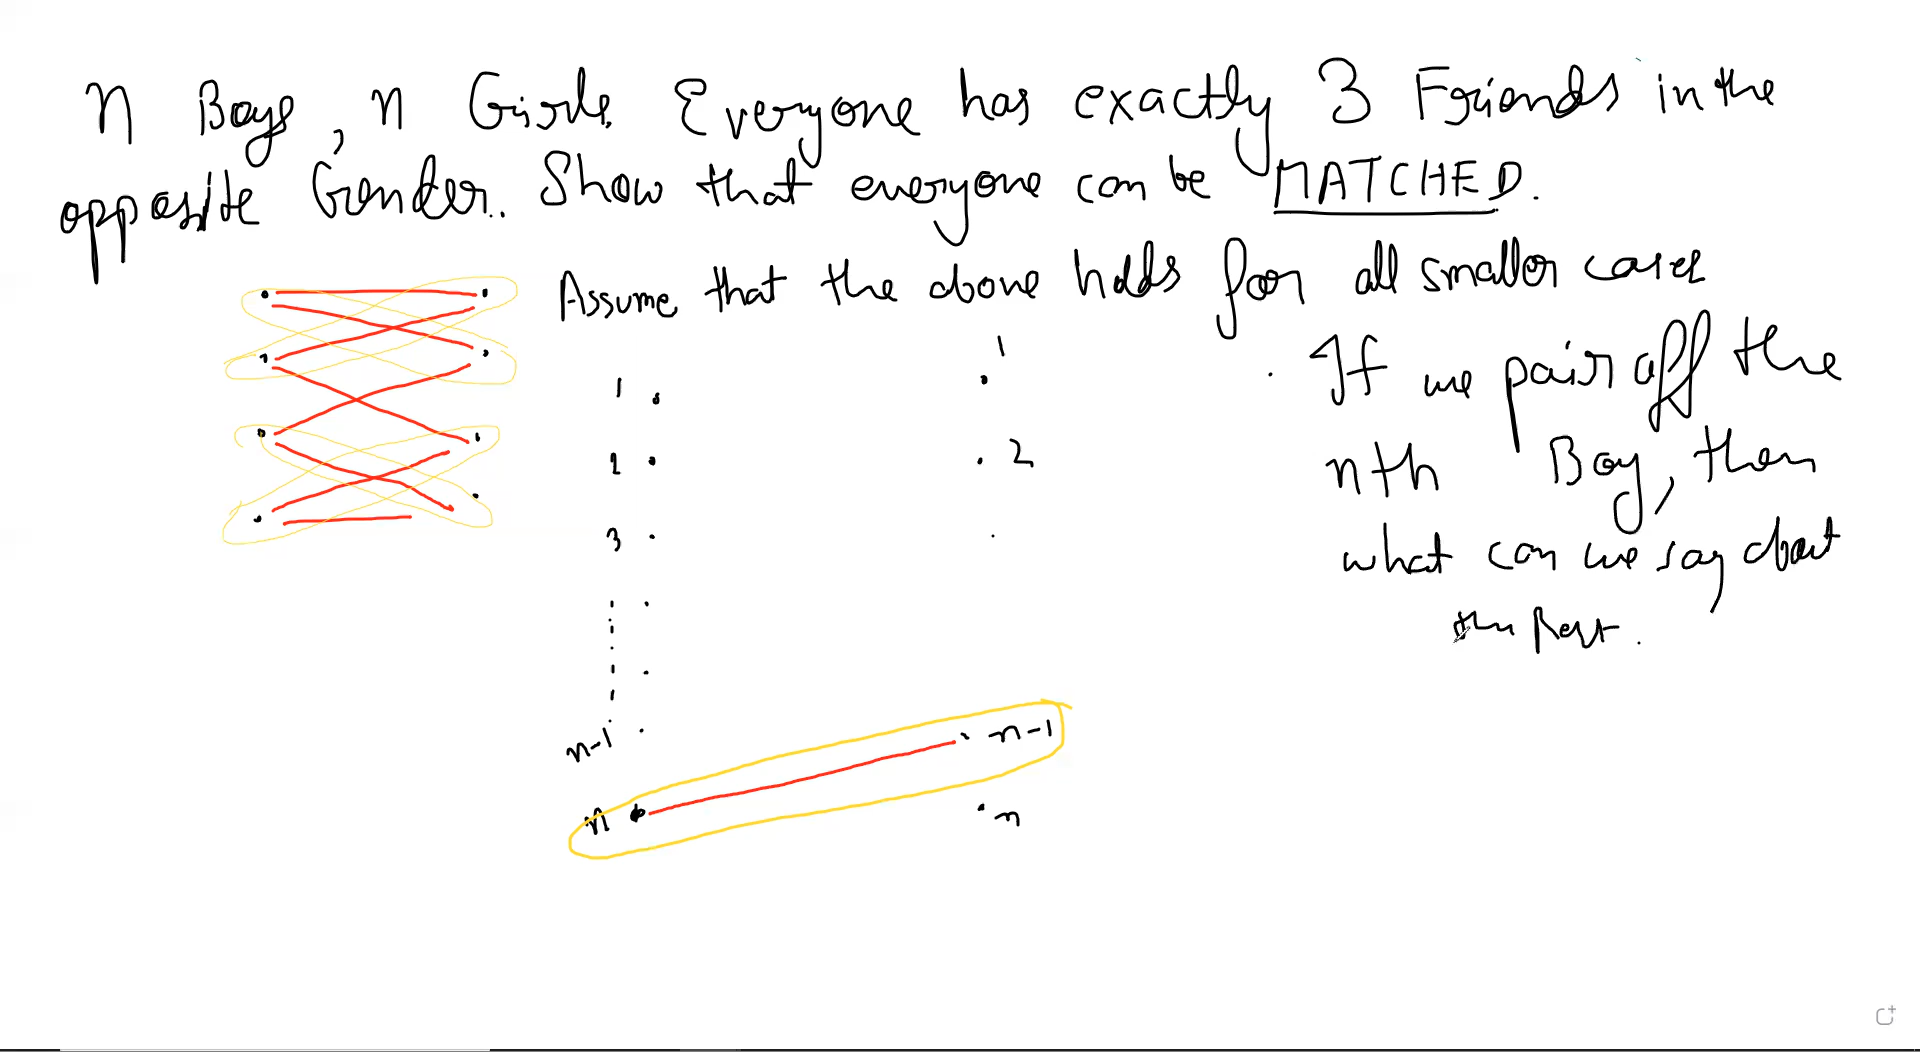 n Boys, n Girls. Everyone has exactly 3 Friends in the
opposite Gender. Show that everyone can be MATCHED.
Assume that the above holds for all smaller cases
1 1
2 2
3
n-1 n-1
n n
If we pair off the
nth Boy, then
what can we say about
the Rest.